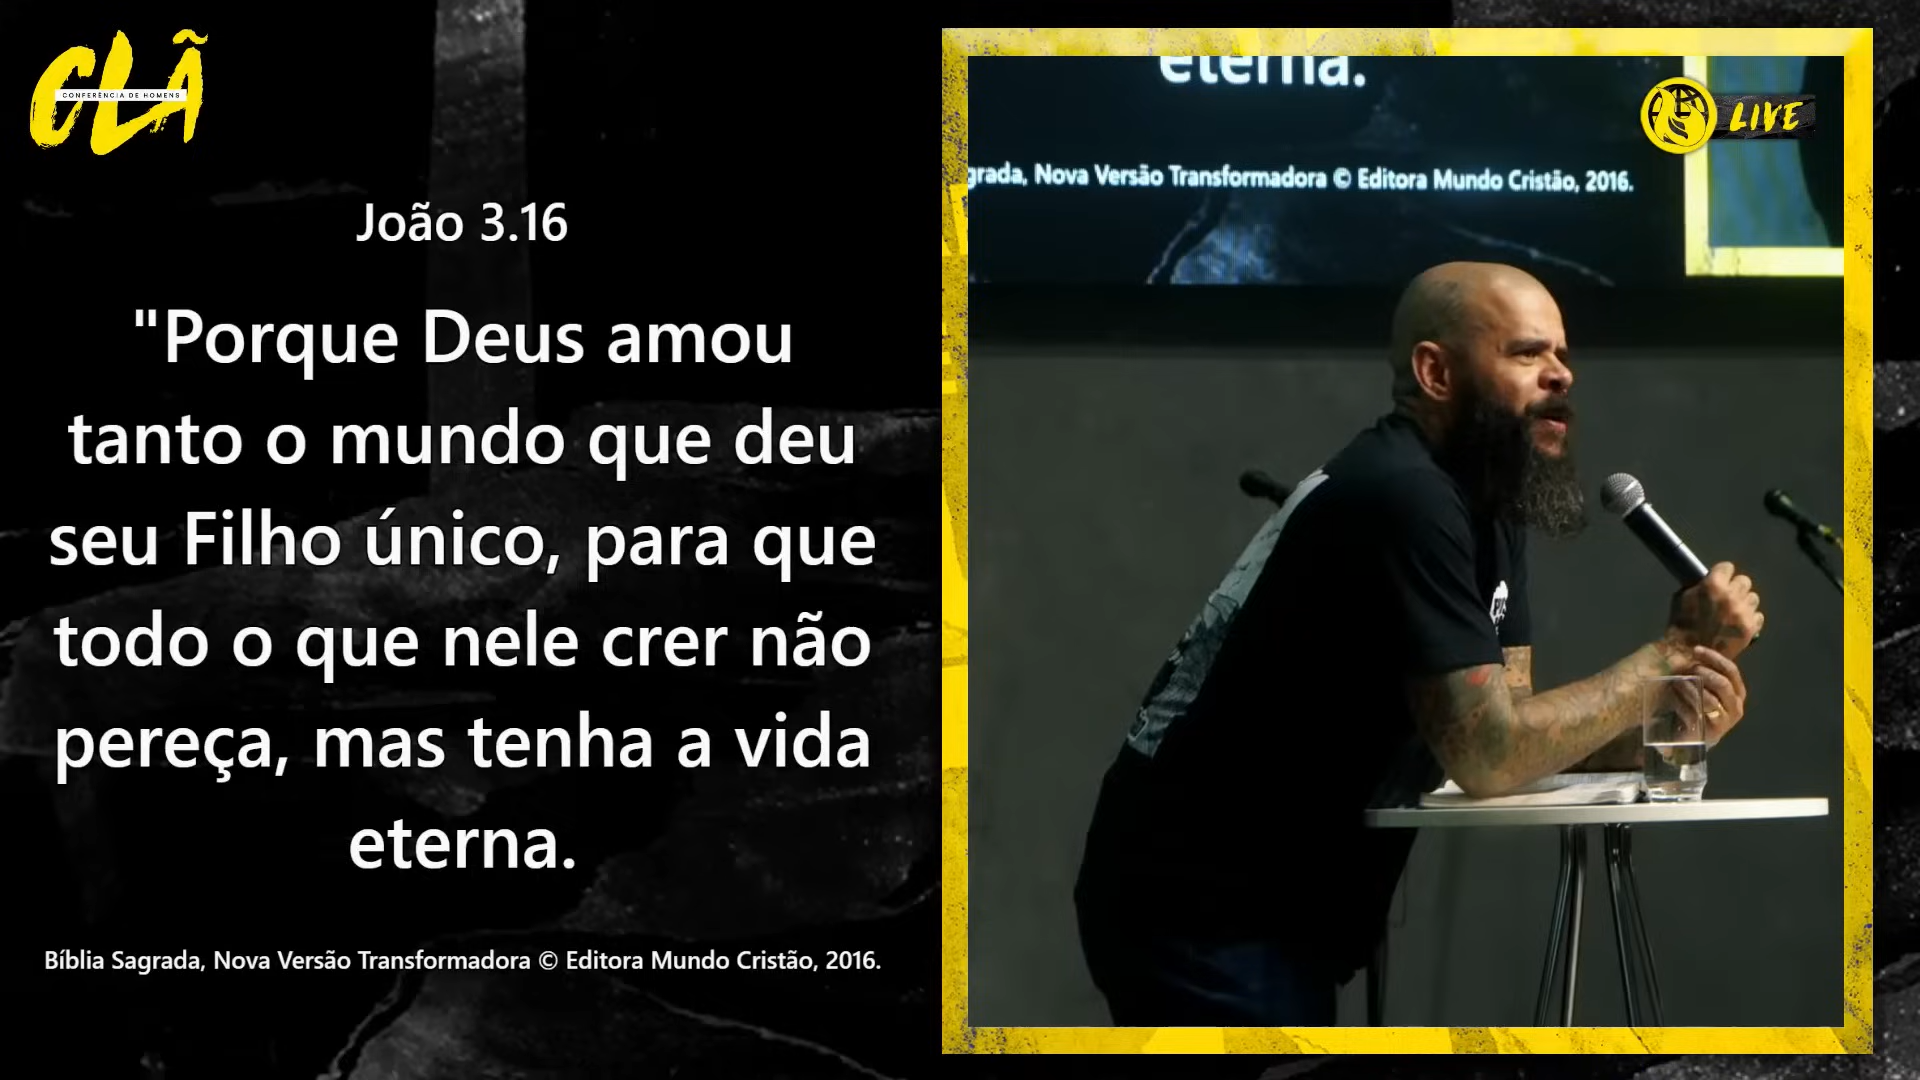 CLÃ
CONFERÊNCIA DE HOMENS
João 3.16
"Porque Deus amou
tanto o mundo que deu
seu Filho único, para que
todo o que nele crer não
pereça, mas tenha a vida
eterna.
Bíblia Sagrada, Nova Versão Transformadora © Editora Mundo Cristão, 2016.
eterna.
grada, Nova Versão Transformadora © Editora Mundo Cristão, 2016.
LIVE